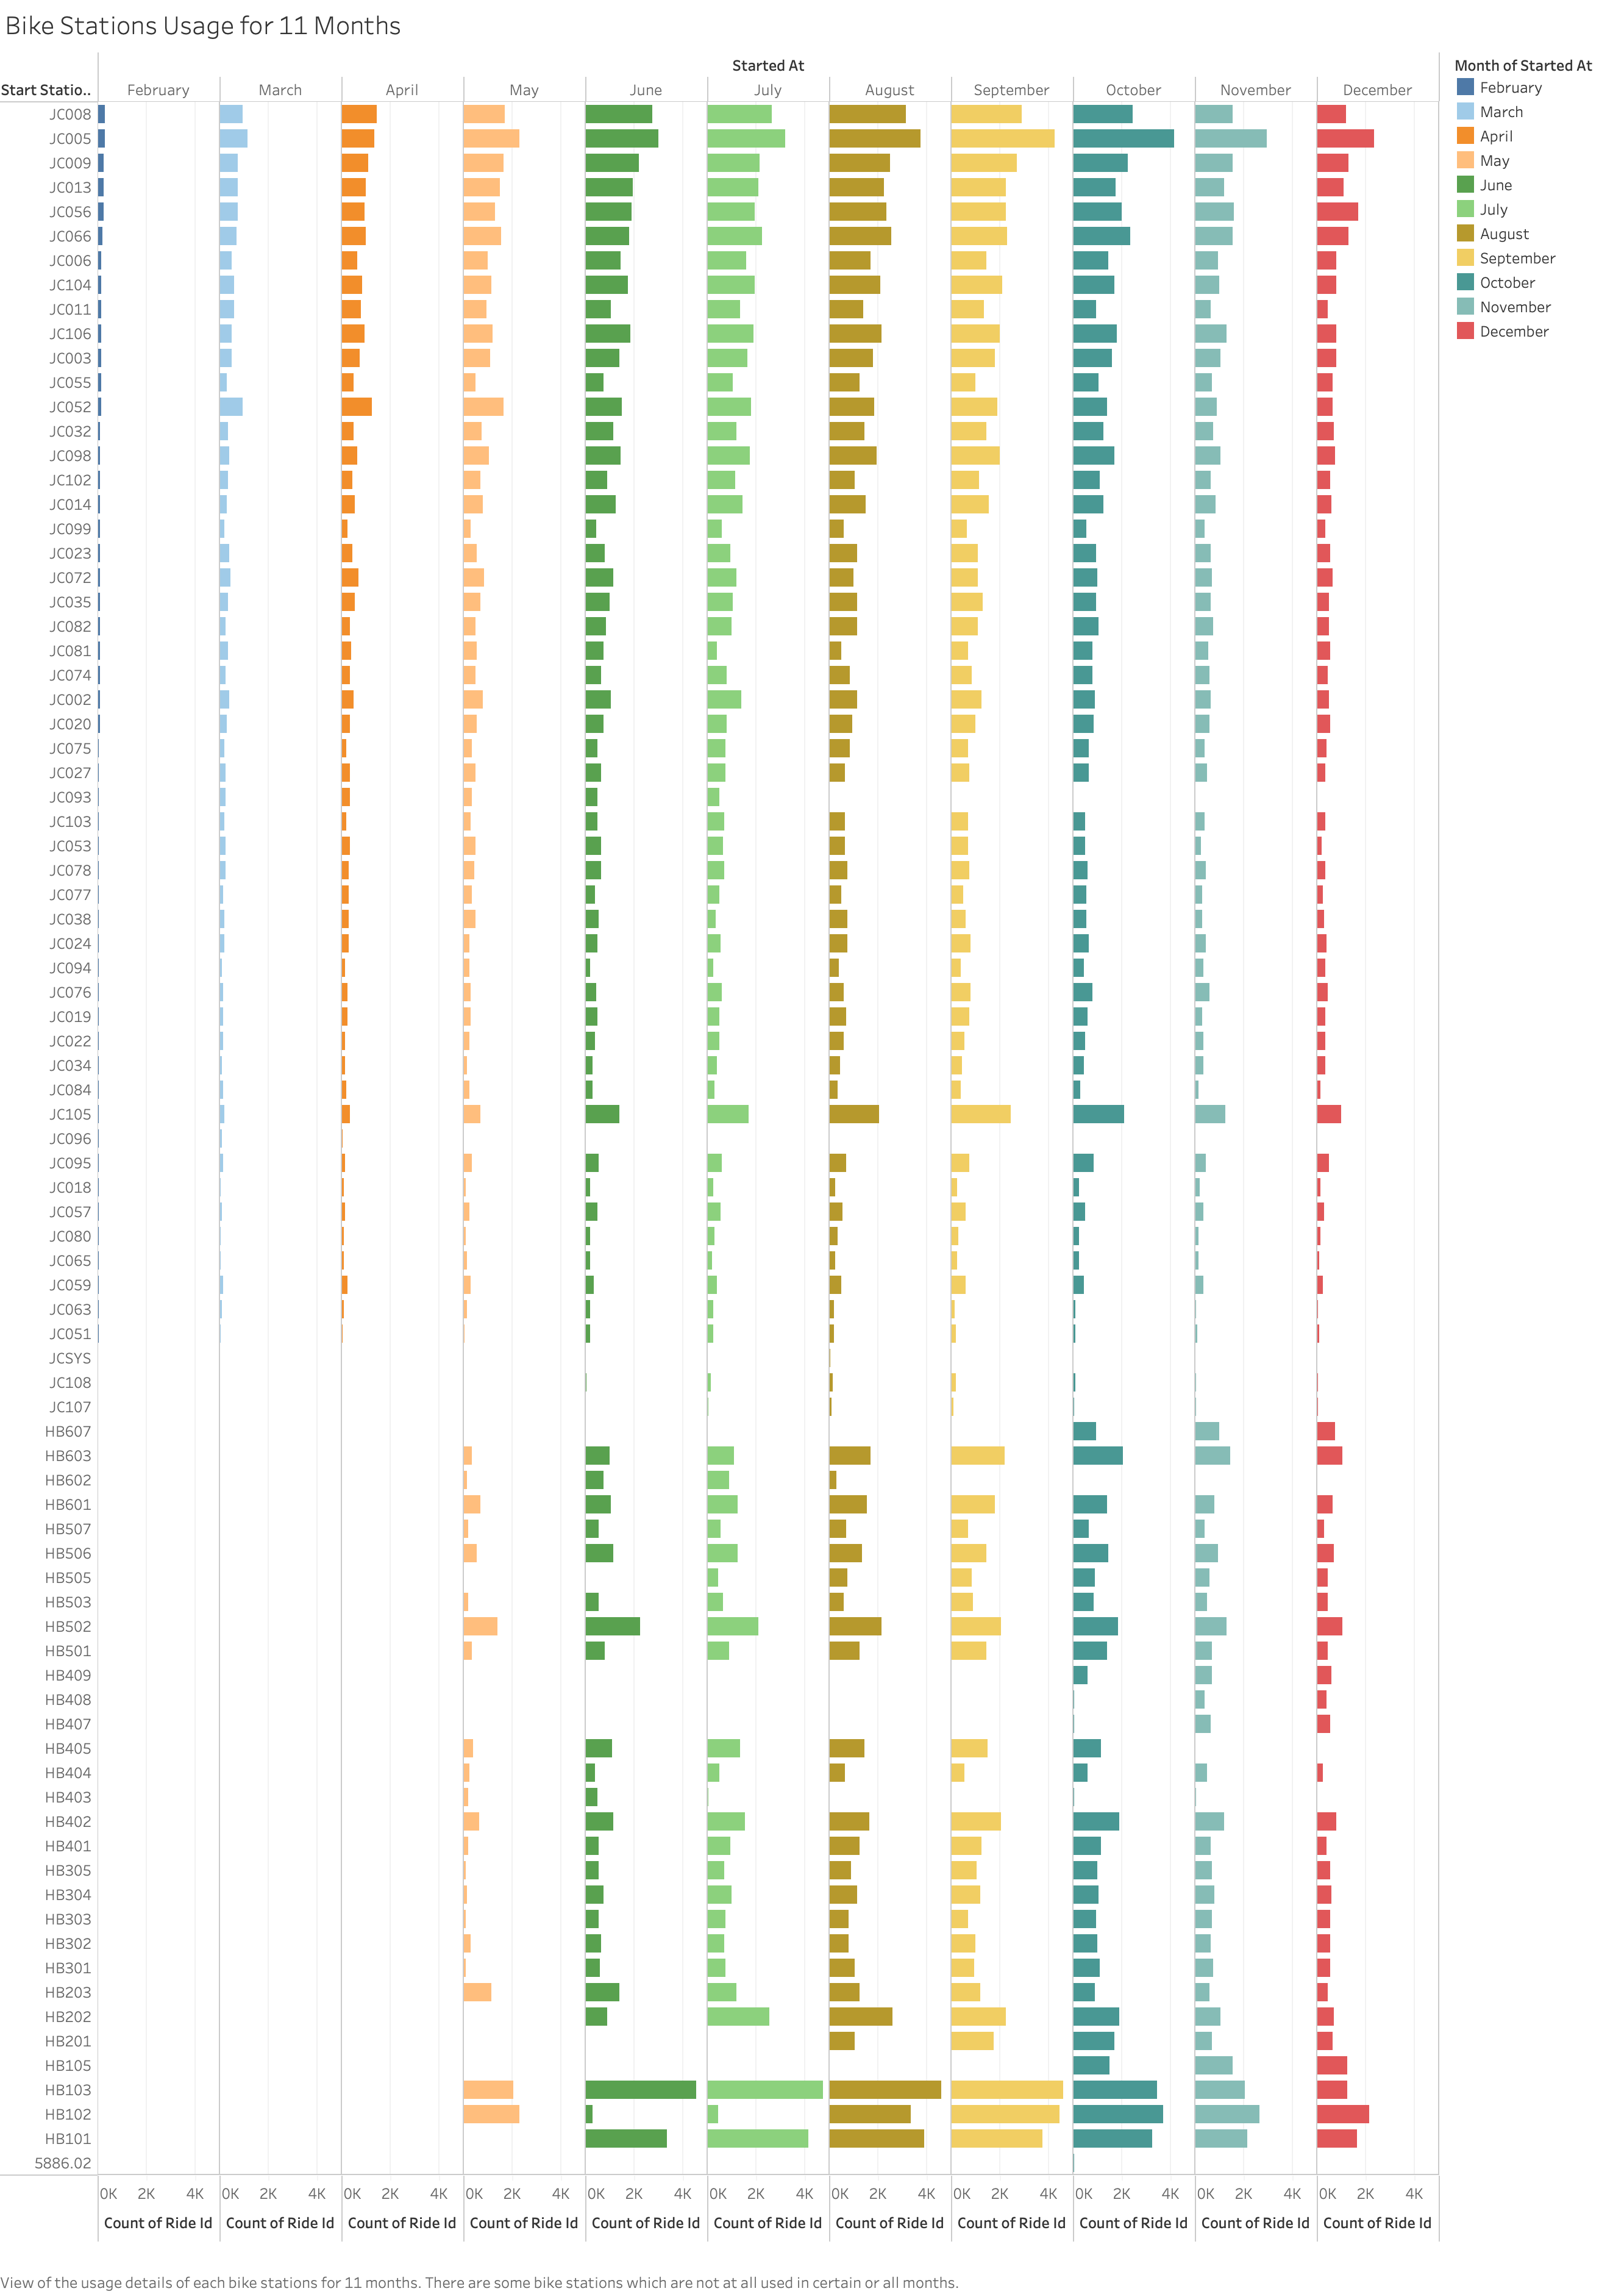 Bike Stations Usage for 11 Months
Started At
Start Statio.. February March April May June July August September October November December
Month of Started At
February
March
April
May
June
July
August
September
October
November
December
JC008
JC005
JC009
JC013
JC056
JC066
JC006
JC104
JC011
JC106
JC003
JC055
JC052
JC032
JC098
JC102
JC014
JC099
JC023
JC072
JC035
JC082
JC081
JC074
JC002
JC020
JC075
JC027
JC093
JC103
JC053
JC078
JC077
JC038
JC024
JC094
JC076
JC019
JC022
JC034
JC084
JC105
JC096
JC095
JC018
JC057
JC080
JC065
JC059
JC063
JC051
JCSYS
JC108
JC107
HB607
HB603
HB602
HB601
HB507
HB506
HB505
HB503
HB502
HB501
HB409
HB408
HB407
HB405
HB404
HB403
HB402
HB401
HB305
HB304
HB303
HB302
HB301
HB203
HB202
HB201
HB105
HB103
HB102
HB101
5886.02
0K 2K 4K 0K 2K 4K 0K 2K 4K 0K 2K 4K 0K 2K 4K 0K 2K 4K 0K 2K 4K 0K 2K 4K 0K 2K 4K 0K 2K 4K 0K 2K 4K
Count of Ride Id Count of Ride Id Count of Ride Id Count of Ride Id Count of Ride Id Count of Ride Id Count of Ride Id Count of Ride Id Count of Ride Id Count of Ride Id Count of Ride Id
View of the usage details of each bike stations for 11 months. There are some bike stations which are not at all used in certain or all months.